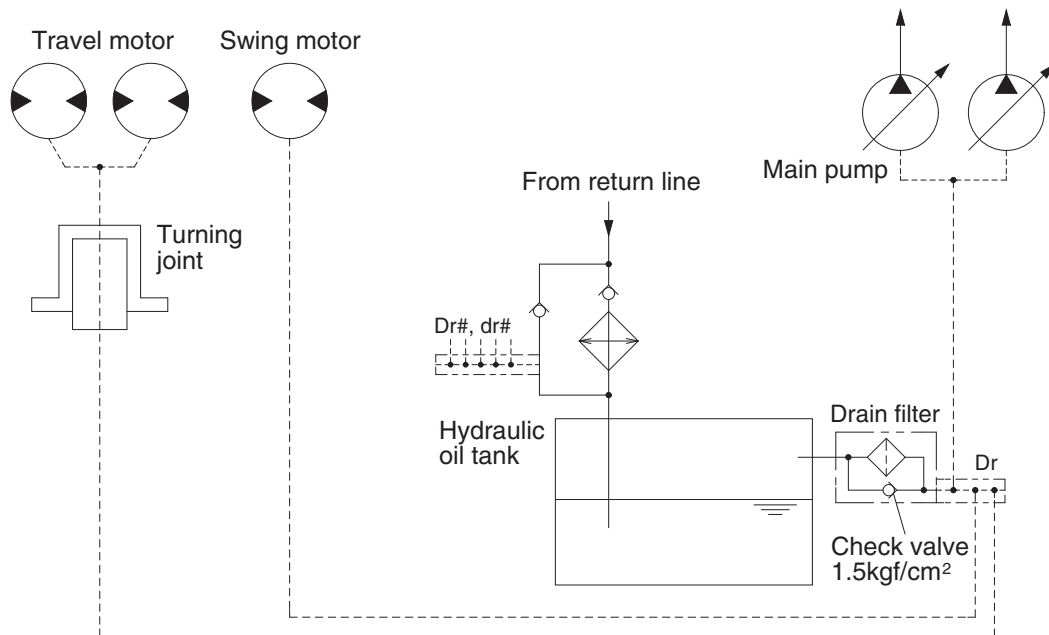 Travel motor
Swing motor
Main pump
From return line
Turning
joint
Dr#, dr#
Hydraulic
oil tank
Drain filter
Dr
Check valve
1.5kgf/cm²